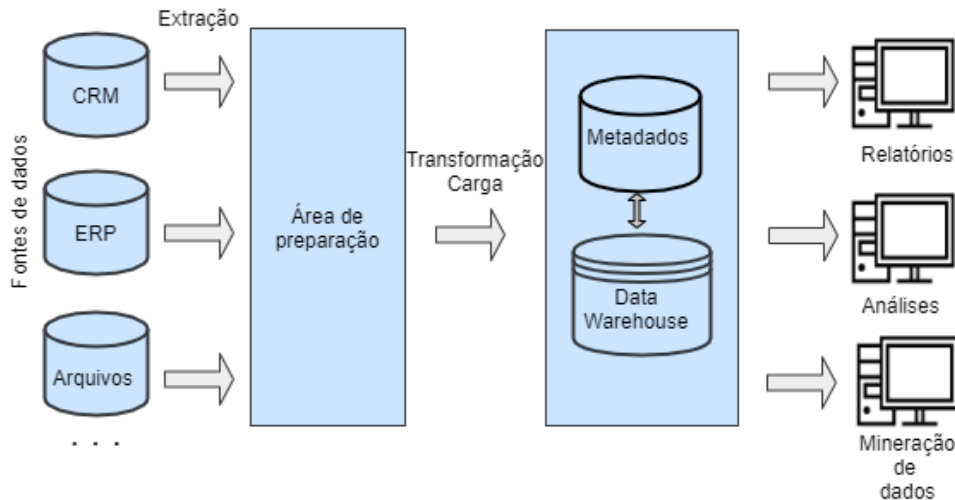 Extração
Fontes de dados
CRM
ERP
Arquivos
. . .
Área de
preparação
Transformação
Carga
Metadados
Data
Warehouse
Relatórios
Análises
Mineração
de
dados